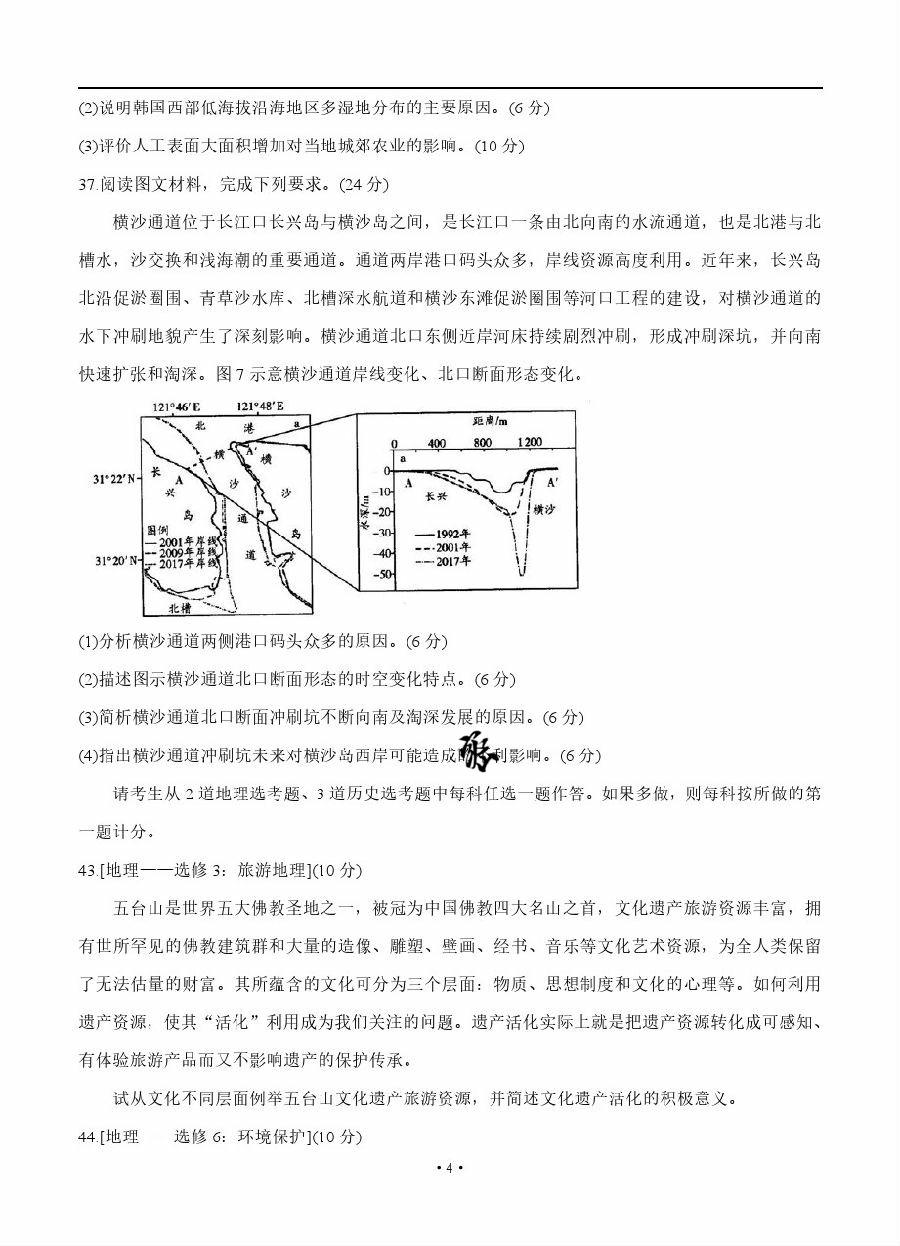 (2)说明韩国西部低海拔沿海地区多湿地分布的主要原因。(6 分)
(3)评价人工表面大面积增加对当地城郊农业的影响。(10 分)
37.阅读图文材料，完成下列要求。(24 分)
横沙通道位于长江口长兴岛与横沙岛之间，是长江口一条由北向南的水流通道，也是北港与北
槽水，沙交换和浅海潮的重要通道。通道两岸港口码头众多，岸线资源高度利用。近年来，长兴岛
北沿促淤圈围、青草沙水库、北槽深水航道和横沙东滩促淤圈围等河口工程的建设，对横沙通道的
水下冲刷地貌产生了深刻影响。横沙通道北口东侧近岸河床持续剧烈冲刷，形成冲刷深坑，并向南
快速扩张和淘深。图 7 示意横沙通道岸线变化、北口断面形态变化。
121°46′E 121°48′E
北 港 a
横 A′ 横
31°22′N 长 A 沙 沙
兴
岛 通 岛
图例
2001年岸线
2009年岸线
2017年岸线
道
31°20′N
北槽
距离/m
0 400 800 1200
a
0
-10
-20
-30
-40
-50
水深/m
A A′
长兴 横沙
1992年
2001年
2017年
(1)分析横沙通道两侧港口码头众多的原因。(6 分)
(2)描述图示横沙通道北口断面形态的时空变化特点。(6 分)
(3)简析横沙通道北口断面冲刷坑不断向南及淘深发展的原因。(6 分)
(4)指出横沙通道冲刷坑未来对横沙岛西岸可能造成 利影响。(6 分)
请考生从 2 道地理选考题、3 道历史选考题中每科任选一题作答。如果多做，则每科按所做的第
一题计分。
43.[地理——选修 3：旅游地理](10 分)
五台山是世界五大佛教圣地之一，被冠为中国佛教四大名山之首，文化遗产旅游资源丰富，拥
有世所罕见的佛教建筑群和大量的造像、雕塑、壁画、经书、音乐等文化艺术资源，为全人类保留
了无法估量的财富。其所蕴含的文化可分为三个层面：物质、思想制度和文化的心理等。如何利用
遗产资源，使其“活化”利用成为我们关注的问题。遗产活化实际上就是把遗产资源转化成可感知、
有体验旅游产品而又不影响遗产的保护传承。
试从文化不同层面例举五台山文化遗产旅游资源，并简述文化遗产活化的积极意义。
44.[地理 选修 6：环境保护](10 分)
·4·